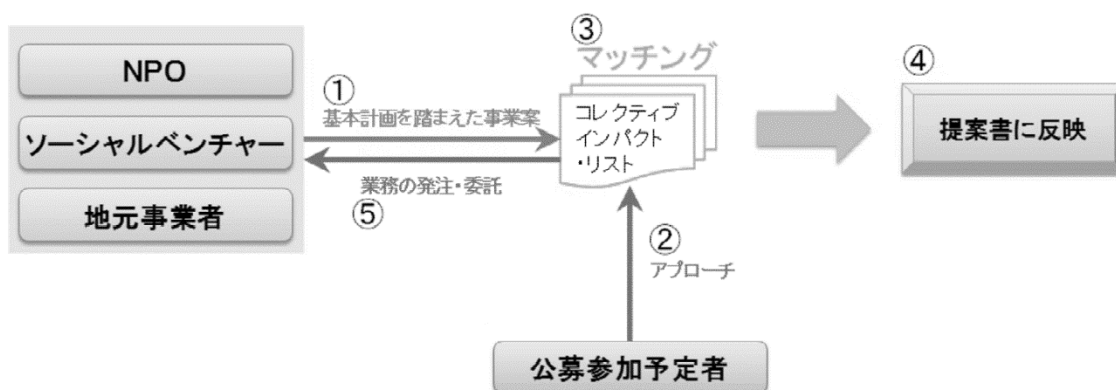 NPO
ソーシャルベンチャー
地元事業者
①
基本計画を踏まえた事業案
業務の発注・委託
⑤
③
マッチング
コレクティブ
インパクト
・リスト
②
アプローチ
公募参加予定者
④
提案書に反映